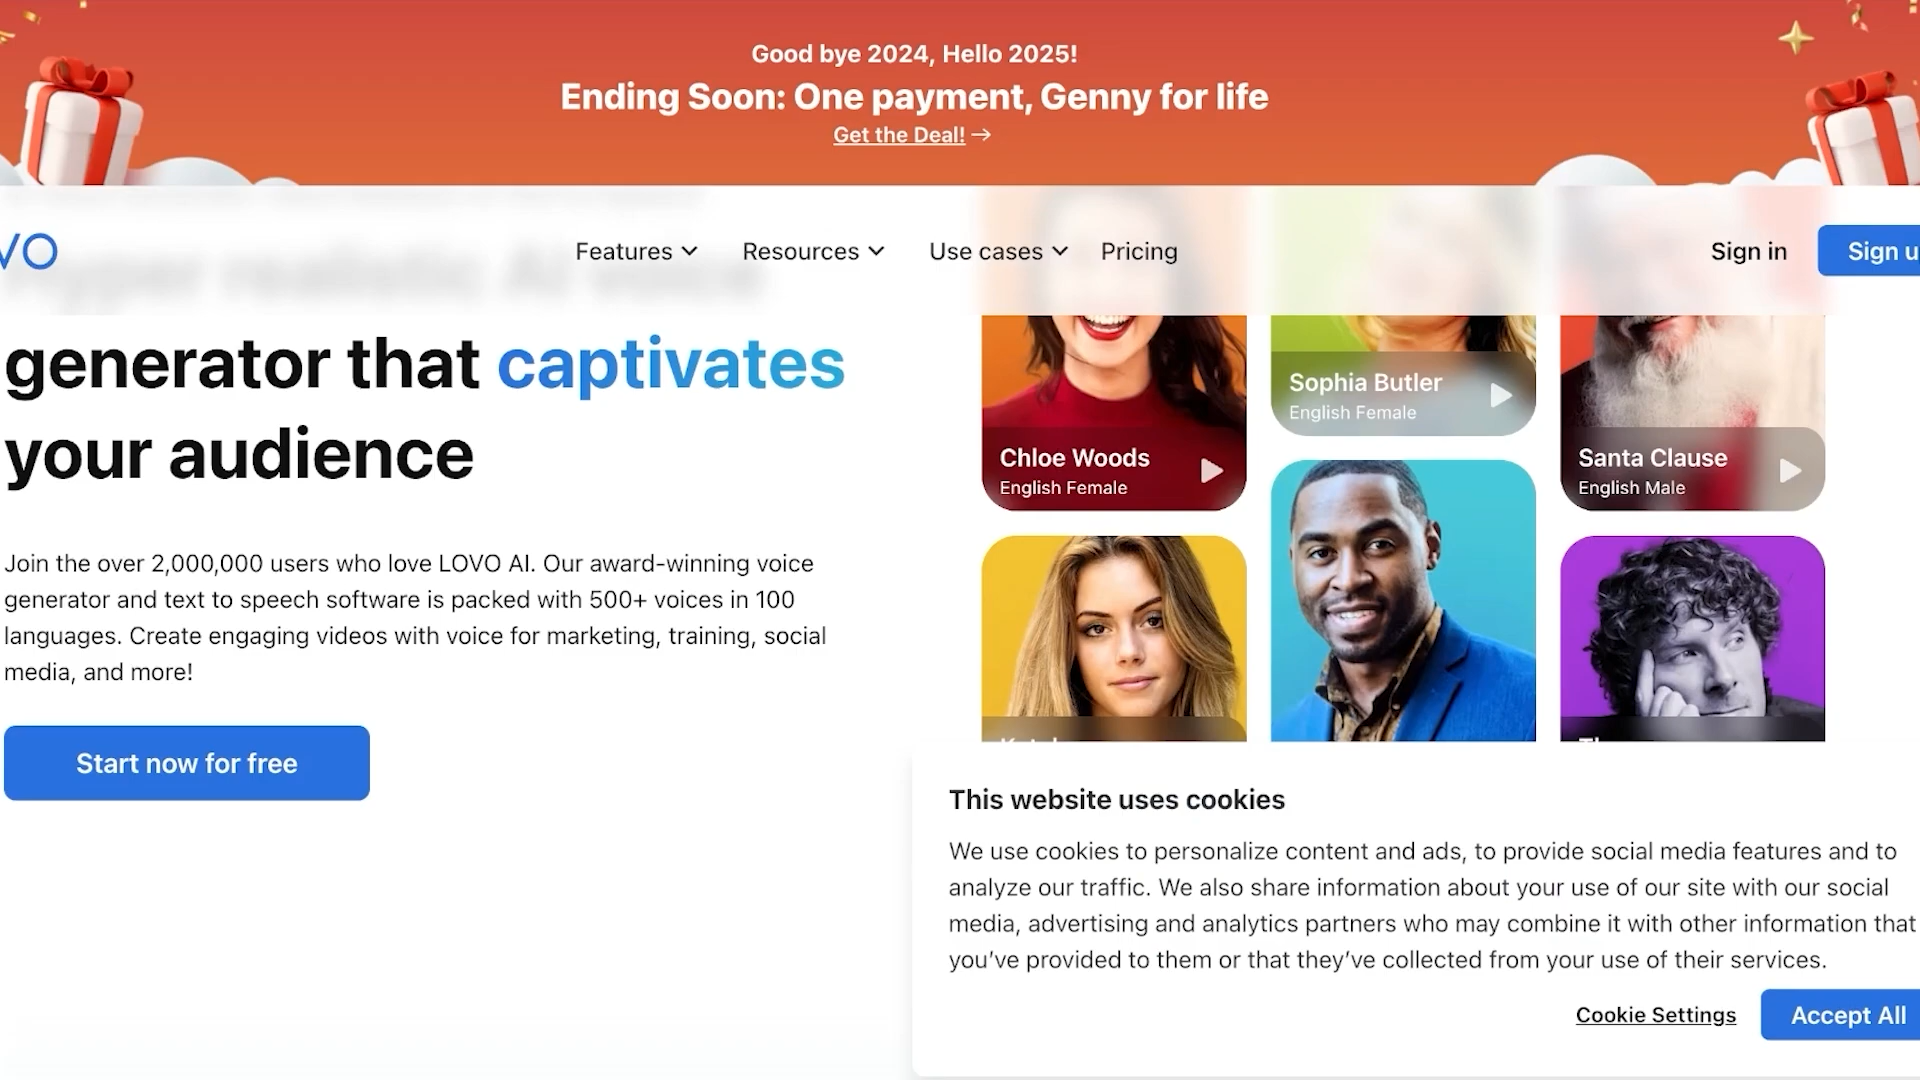 Good bye 2024, Hello 2025!
Ending Soon: One payment, Genny for life
Get the Deal! →
VO
Features
Resources
Use cases
Pricing
Sign in
Sign u
generator that captivates
your audience
Join the over 2,000,000 users who love LOVO AI. Our award-winning voice
generator and text to speech software is packed with 500+ voices in 100
languages. Create engaging videos with voice for marketing, training, social
media, and more!
Start now for free
Chloe Woods
English Female
Sophia Butler
English Female
Santa Clause
English Male
This website uses cookies
We use cookies to personalize content and ads, to provide social media features and to
analyze our traffic. We also share information about your use of our site with our social
media, advertising and analytics partners who may combine it with other information that
you’ve provided to them or that they’ve collected from your use of their services.
Cookie Settings
Accept All